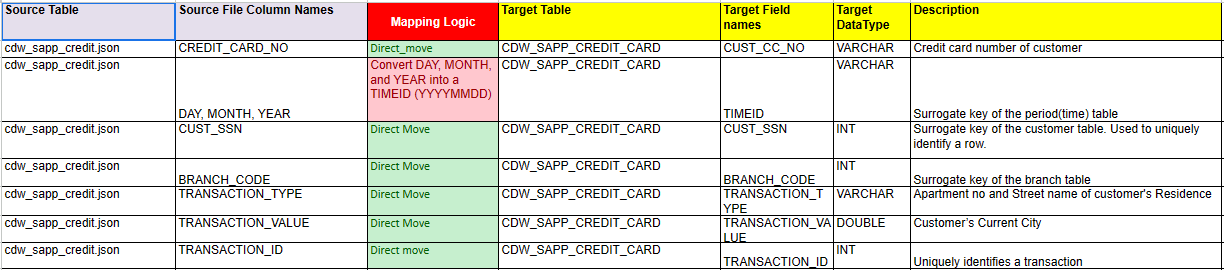 Source Table Source File Column Names Mapping Logic Target Table Target Field names Target DataType Description
cdw_sapp_credit.json CREDIT_CARD_NO Direct_move CDW_SAPP_CREDIT_CARD CUST_CC_NO VARCHAR Credit card number of customer
cdw_sapp_credit.json DAY, MONTH, YEAR Convert DAY, MONTH, and YEAR into a TIMEID (YYYYMMDD) CDW_SAPP_CREDIT_CARD TIMEID VARCHAR Surrogate key of the period(time) table
cdw_sapp_credit.json CUST_SSN Direct Move CDW_SAPP_CREDIT_CARD CUST_SSN INT Surrogate key of the customer table. Used to uniquely identify a row.
cdw_sapp_credit.json BRANCH_CODE Direct Move CDW_SAPP_CREDIT_CARD BRANCH_CODE INT Surrogate key of the branch table
cdw_sapp_credit.json TRANSACTION_TYPE Direct Move CDW_SAPP_CREDIT_CARD TRANSACTION_TYPE VARCHAR Apartment no and Street name of customer's Residence
cdw_sapp_credit.json TRANSACTION_VALUE Direct Move CDW_SAPP_CREDIT_CARD TRANSACTION_VALUE DOUBLE Customer’s Current City
cdw_sapp_credit.json TRANSACTION_ID Direct move CDW_SAPP_CREDIT_CARD TRANSACTION_ID INT Uniquely identifies a transaction